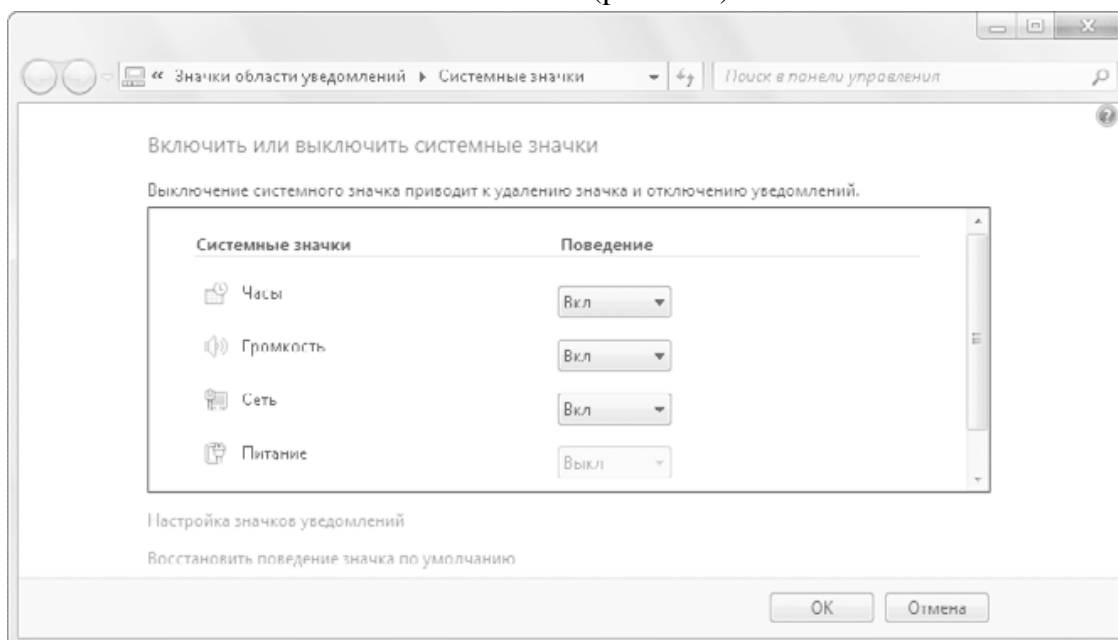 « Значки области уведомлений ▸ Системные значки
Поиск в панели управления
Включить или выключить системные значки
Выключение системного значка приводит к удалению значка и отключению уведомлений.
Системные значки Поведение
Часы Вкл
Громкость Вкл
Сеть Вкл
Питание Выкл
Настройка значков уведомлений
Восстановить поведение значка по умолчанию
OK Отмена